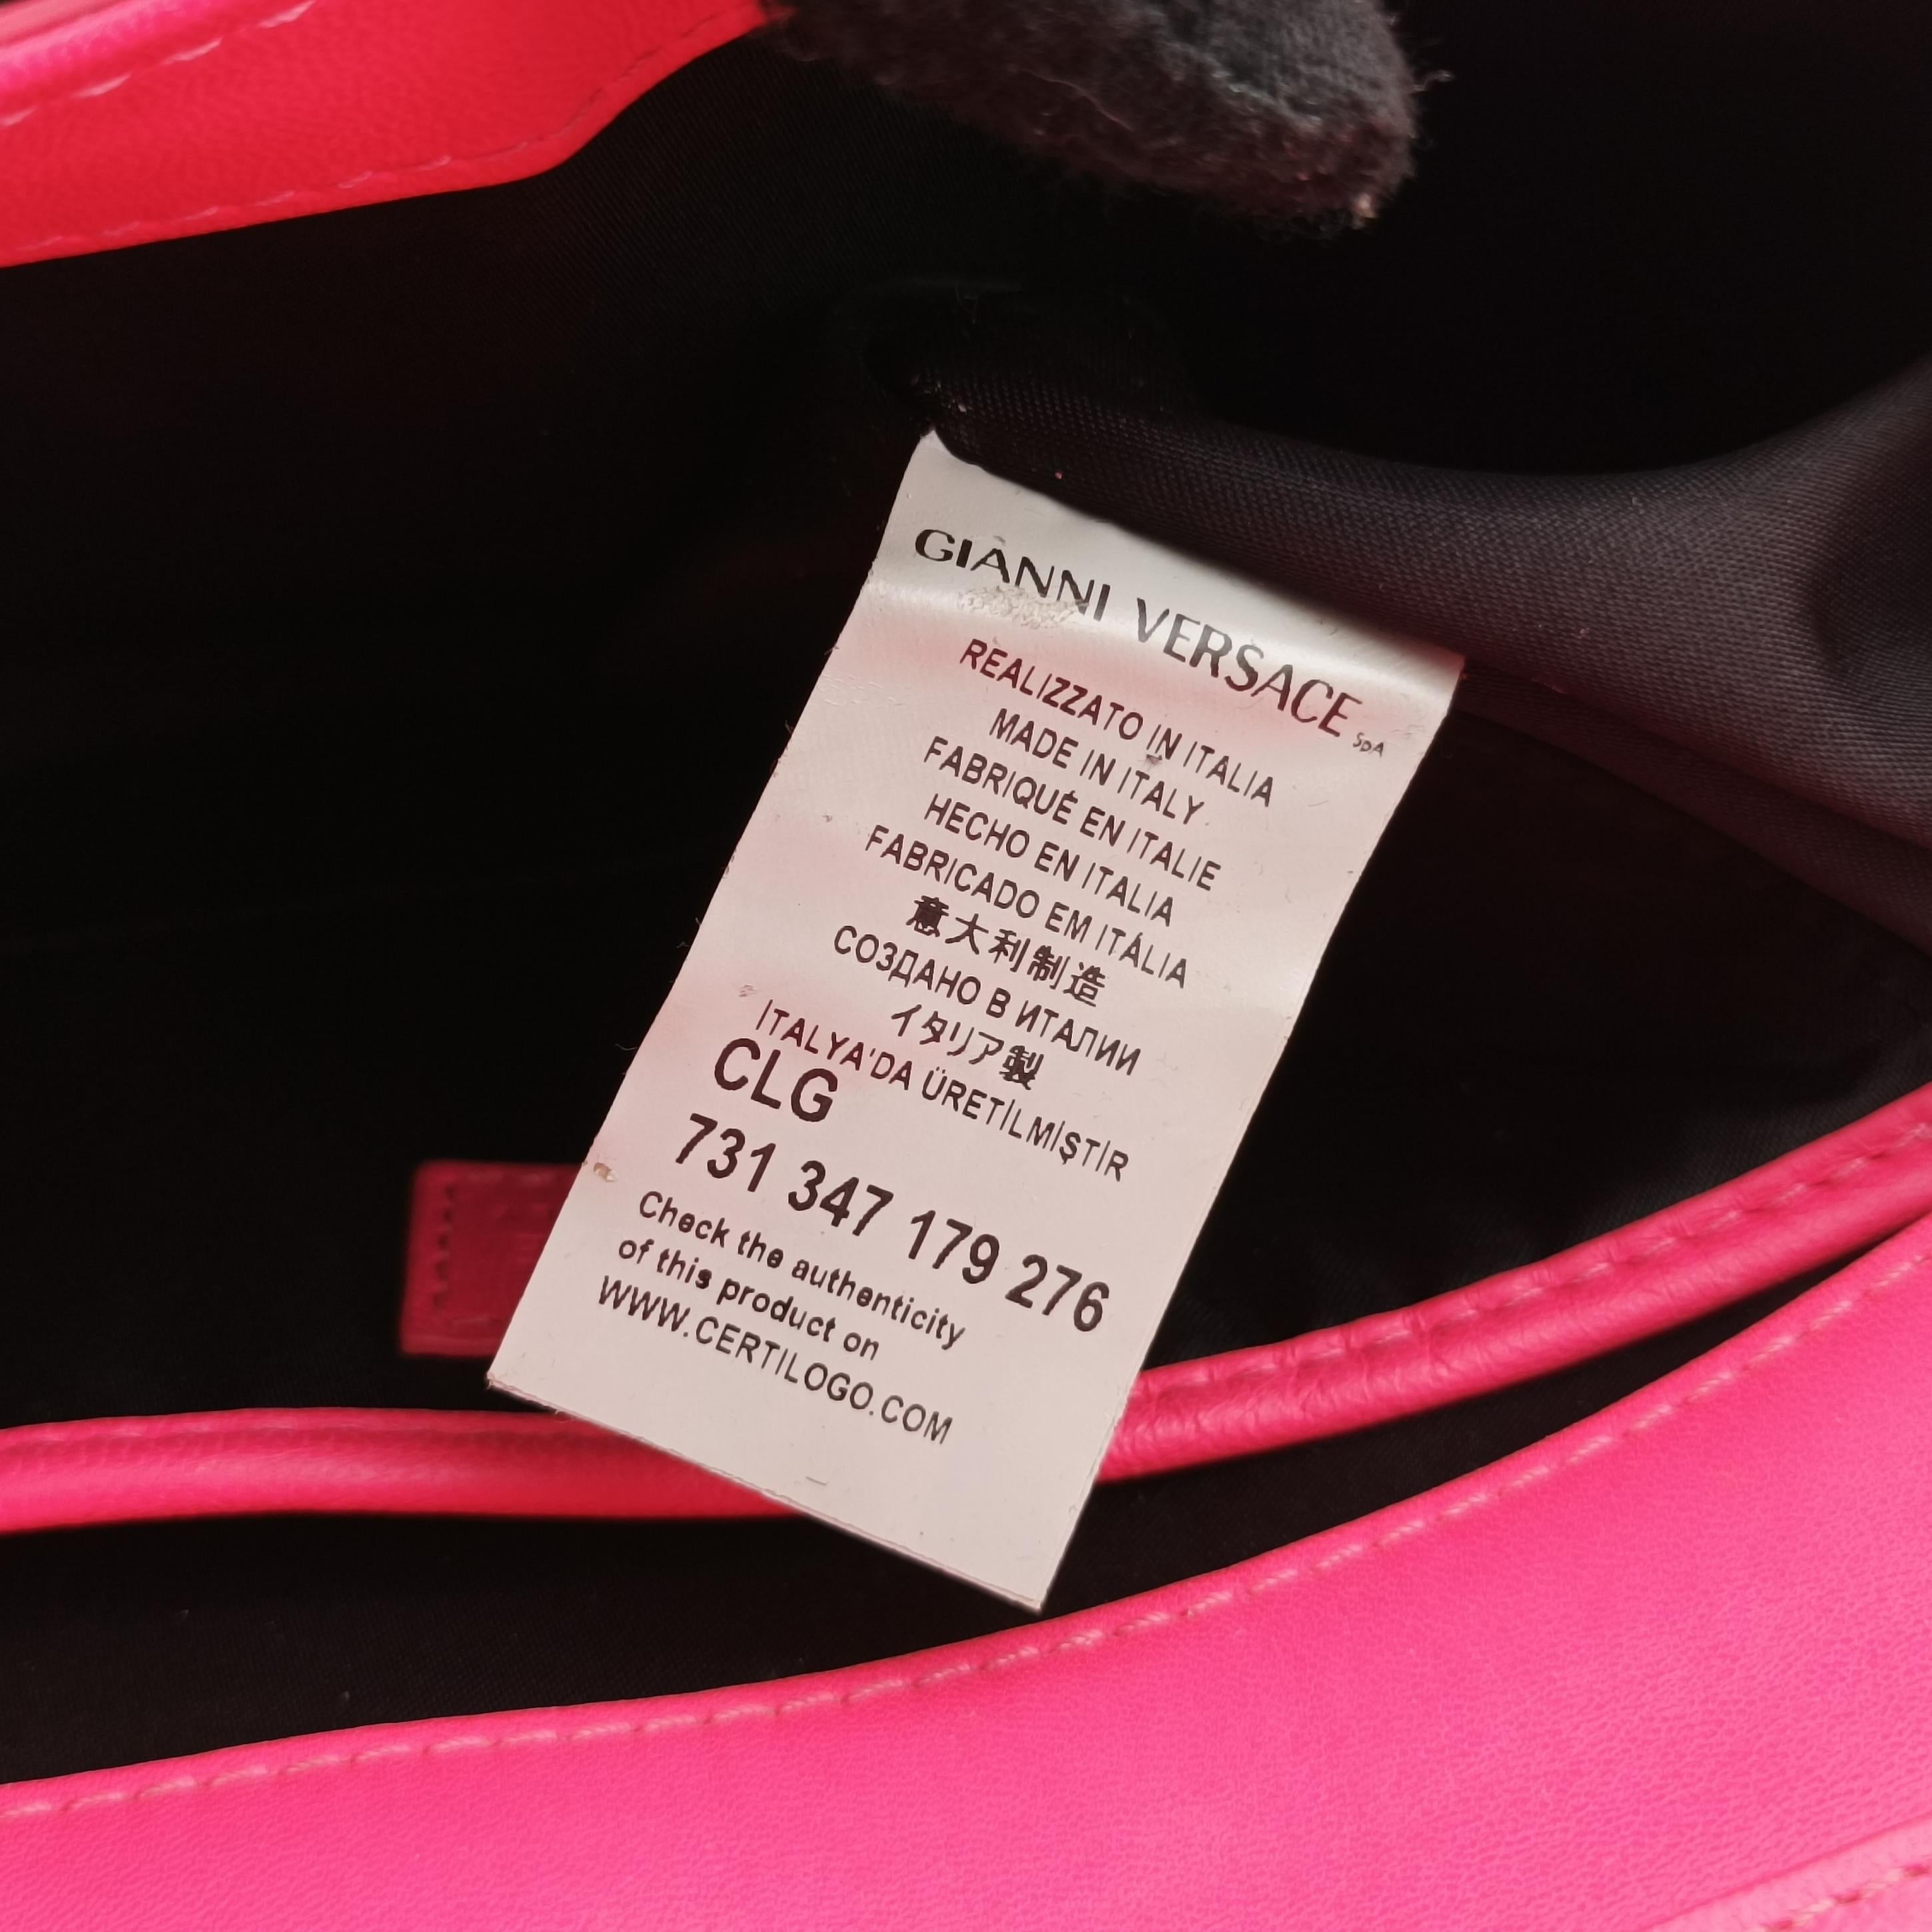 GIANNI VERSACE SpA
REALIZZATO IN ITALIA
MADE IN ITALY
FABRIQUÉ EN ITALIE
HECHO EN ITALIA
FABRICADO EM ITÁLIA
意大利制造
СОЗДАНО В ИТАЛИИ
イタリア製
ITALYA'DA ÜRETİLMİŞTİR
CLG
731 347 179 276
Check the authenticity
of this product on
WWW.CERTILOGO.COM